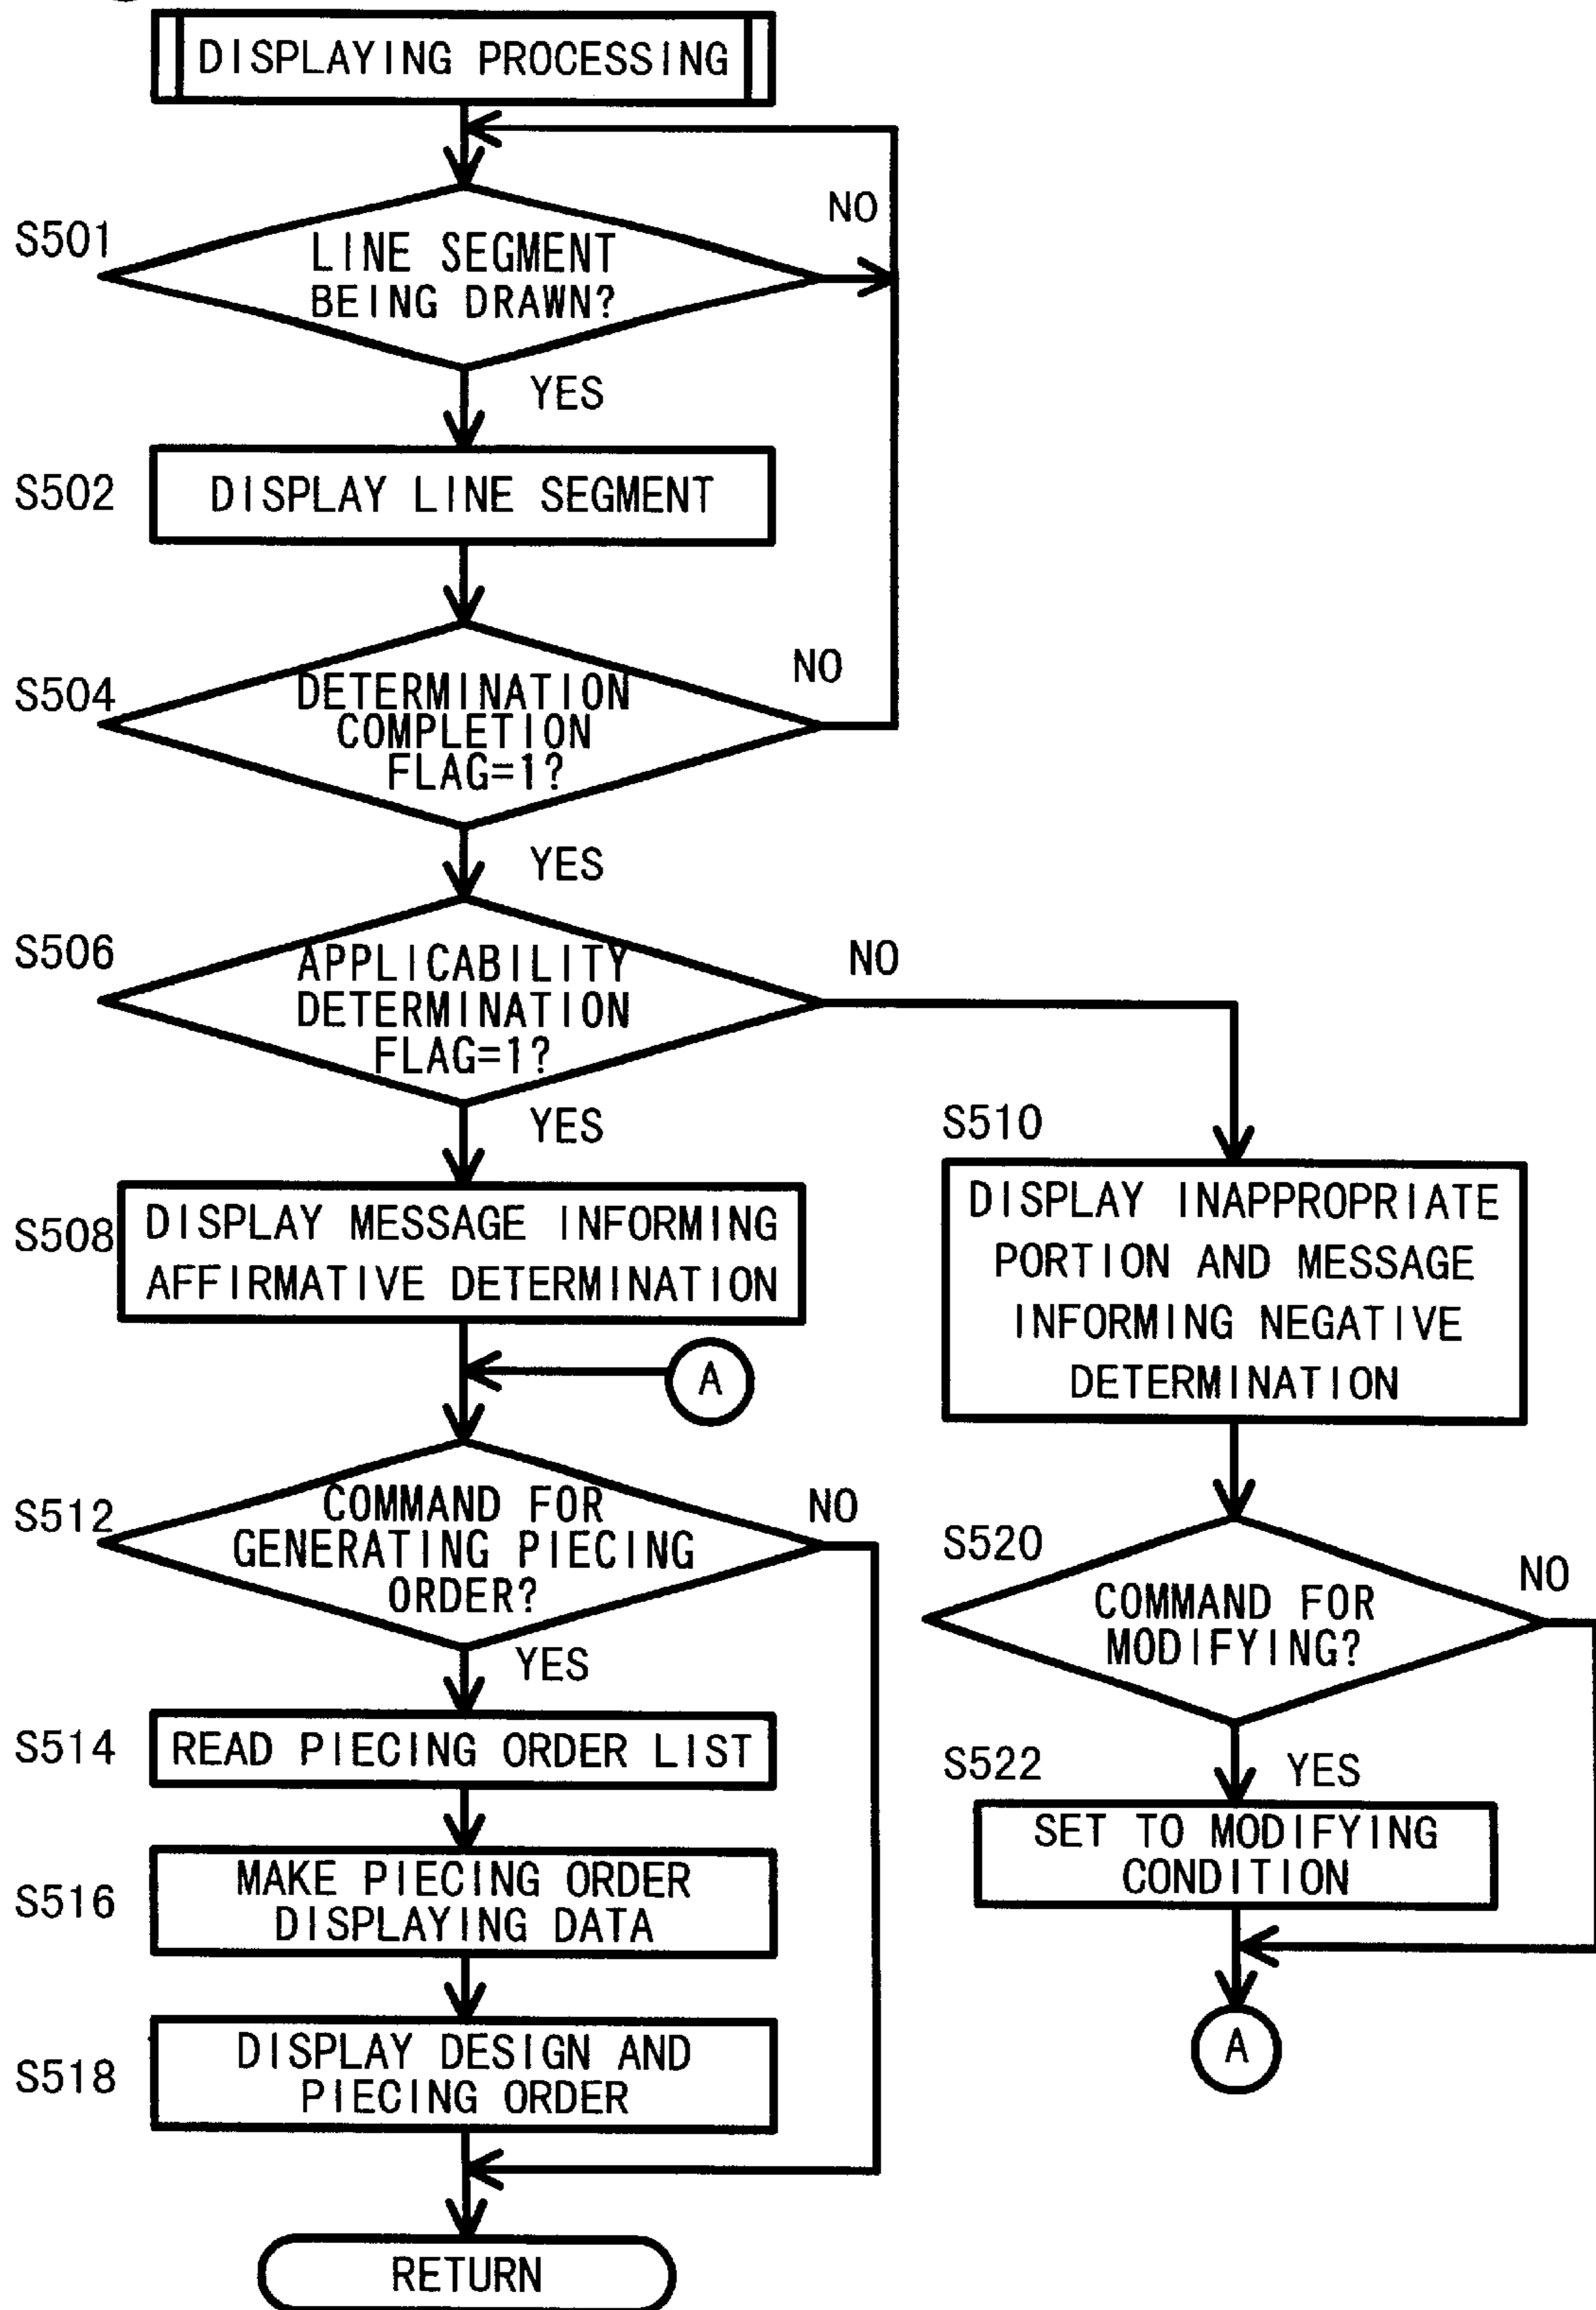 DISPLAYING PROCESSING
NO
S501
LINE SEGMENT
BEING DRAWN?
YES
S502
DISPLAY LINE SEGMENT
NO
S504
DETERMINATION
COMPLETION
FLAG=1?
YES
S506
APPLICABILITY
DETERMINATION
FLAG=1?
NO
YES
S508
DISPLAY MESSAGE INFORMING
AFFIRMATIVE DETERMINATION
S510
DISPLAY INAPPROPRIATE
PORTION AND MESSAGE
INFORMING NEGATIVE
DETERMINATION
A
S512
COMMAND FOR
GENERATING PIECING
ORDER?
NO
YES
S520
COMMAND FOR
MODIFYING?
NO
YES
S514
READ PIECING ORDER LIST
S522
SET TO MODIFYING
CONDITION
S516
MAKE PIECING ORDER
DISPLAYING DATA
A
S518
DISPLAY DESIGN AND
PIECING ORDER
RETURN